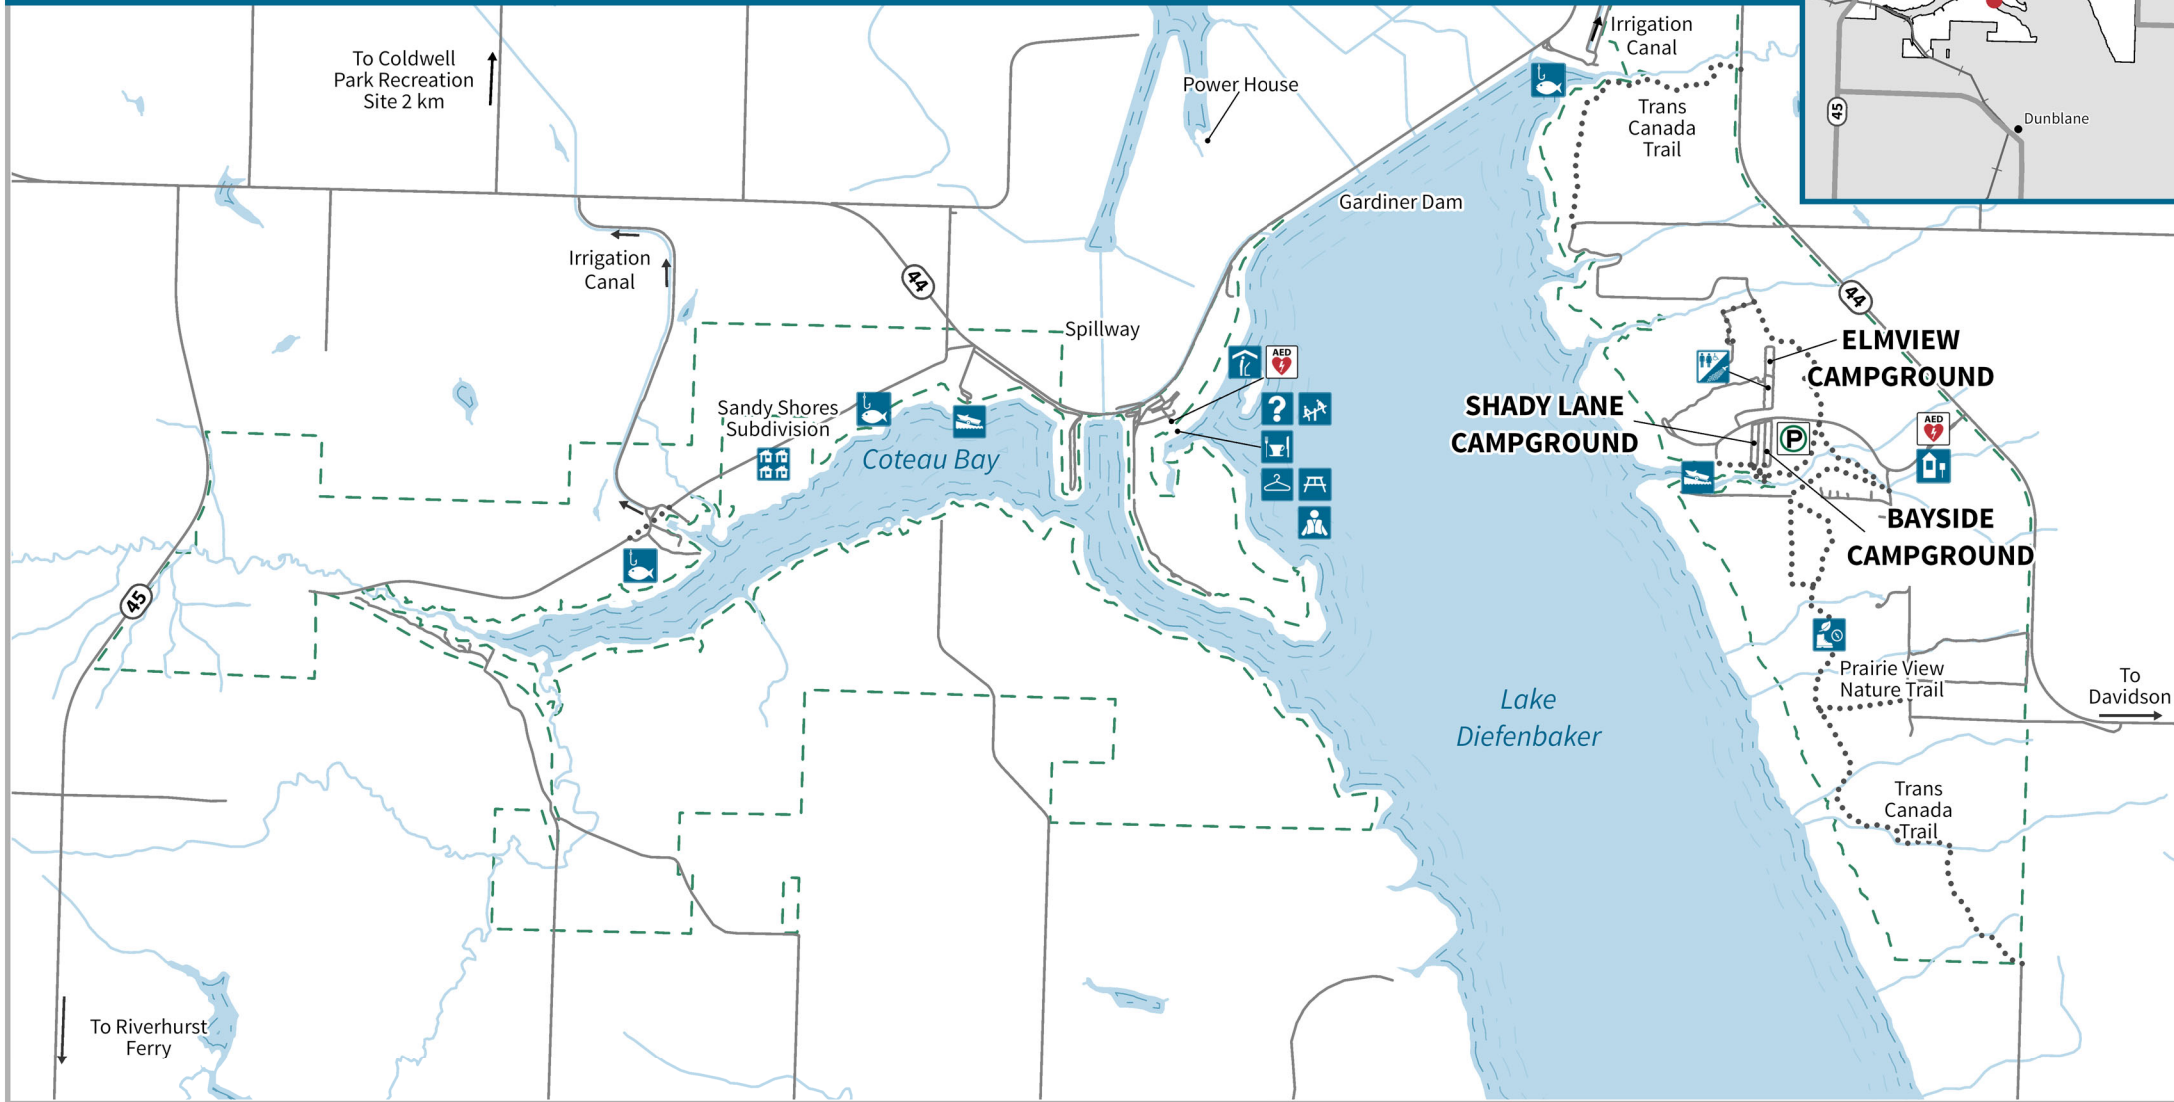 To Coldwell
Park Recreation
Site 2 km
Power House
Irrigation
Canal
Trans
Canada
Trail
45
Dunblane
Gardiner Dam
Irrigation
Canal
44
44
Spillway
ELMVIEW
CAMPGROUND
AED
SHADY LANE
CAMPGROUND
Sandy Shores
Subdivision
?
P
AED
Coteau Bay
BAYSIDE
CAMPGROUND
45
Prairie View
Nature Trail
To
Davidson
Lake
Diefenbaker
Trans
Canada
Trail
To Riverhurst
Ferry